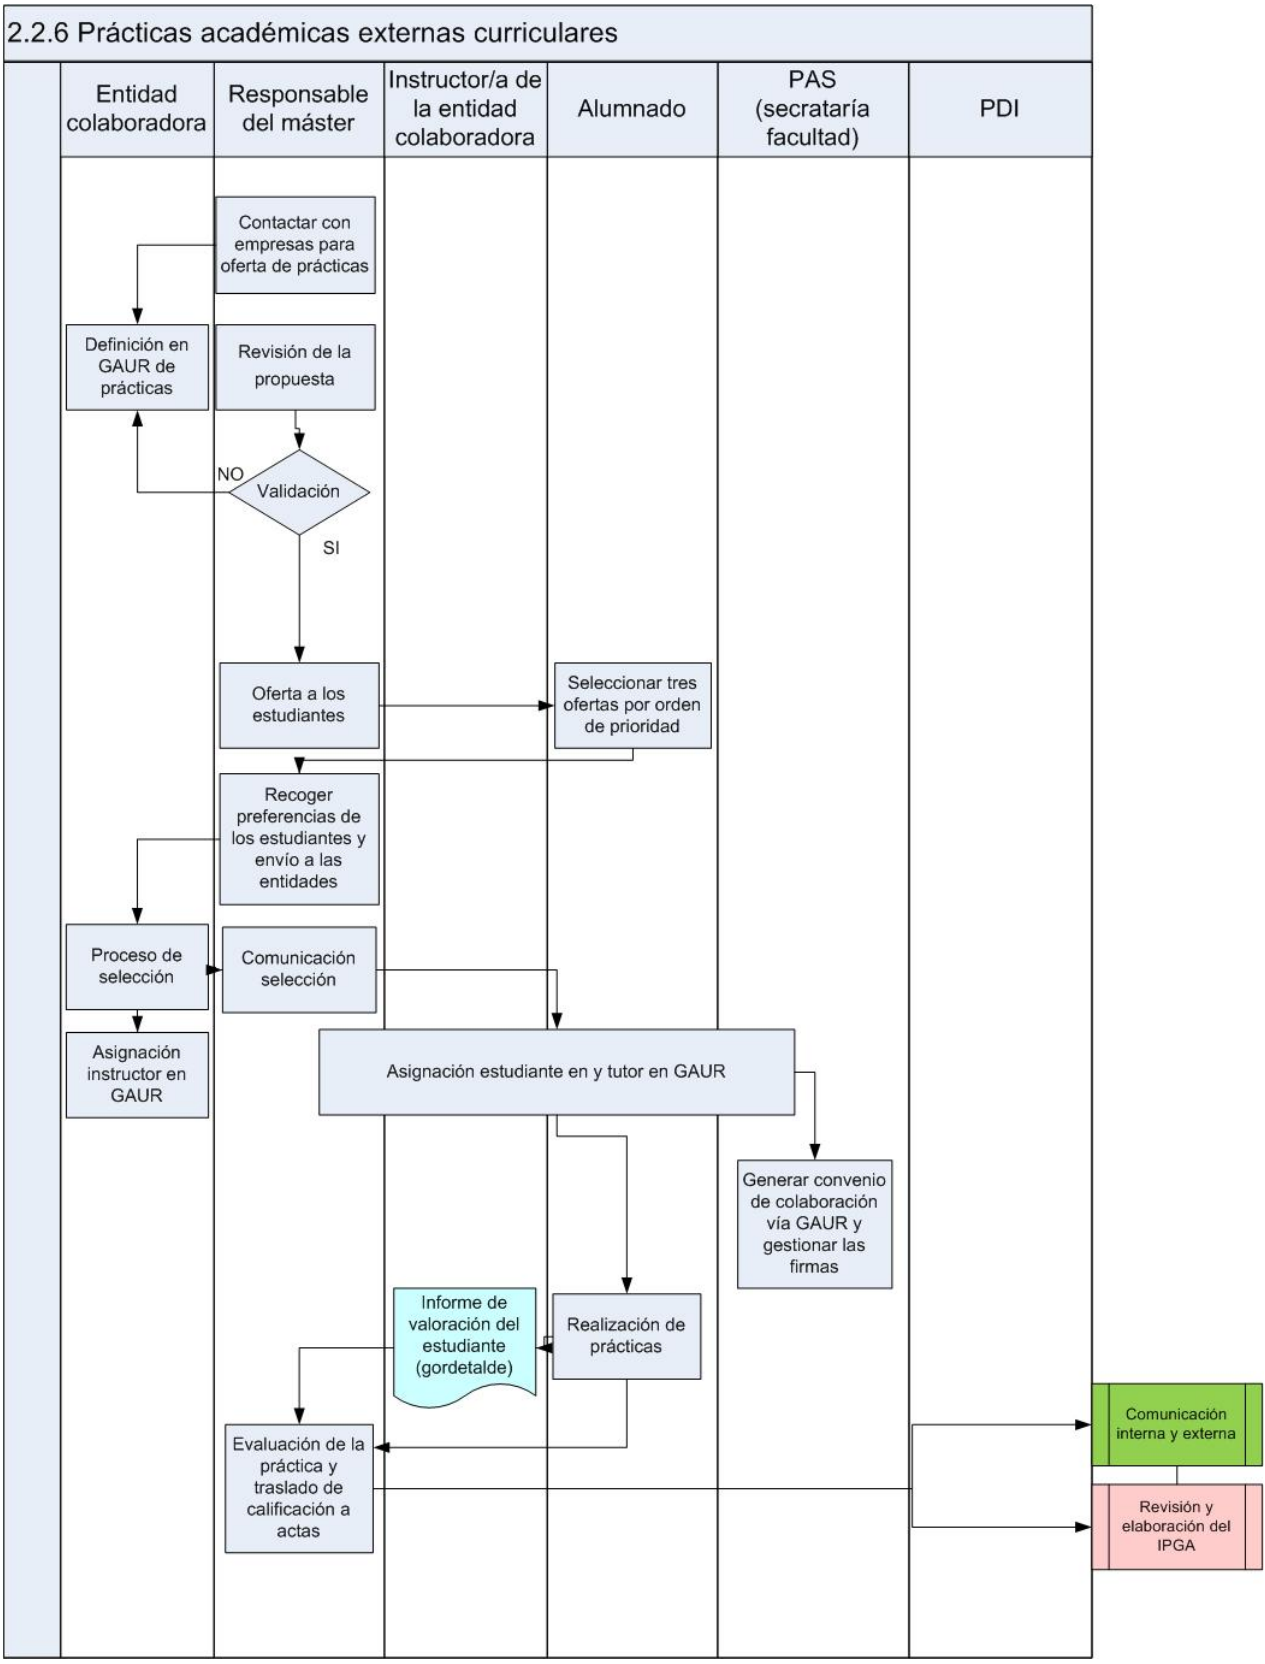 2.2.6 Prácticas académicas externas curriculares
Entidad
colaboradora
Responsable
del máster
Instructor/a de
la entidad
colaboradora
Alumnado
PAS
(secrataría
facultad)
PDI
Contactar con
empresas para
oferta de prácticas
Definición en
GAUR de
prácticas
Revisión de la
propuesta
NO
Validación
SI
Oferta a los
estudiantes
Seleccionar tres
ofertas por orden
de prioridad
Recoger
preferencias de
los estudiantes y
envío a las
entidades
Proceso de
selección
Comunicación
selección
Asignación
instructor en
GAUR
Asignación estudiante en y tutor en GAUR
Generar convenio
de colaboración
vía GAUR y
gestionar las
firmas
Informe de
valoración del
estudiante
(gordetalde)
Realización de
prácticas
Evaluación de la
práctica y
traslado de
calificación a
actas
Comunicación
interna y externa
Revisión y
elaboración del
IPGA